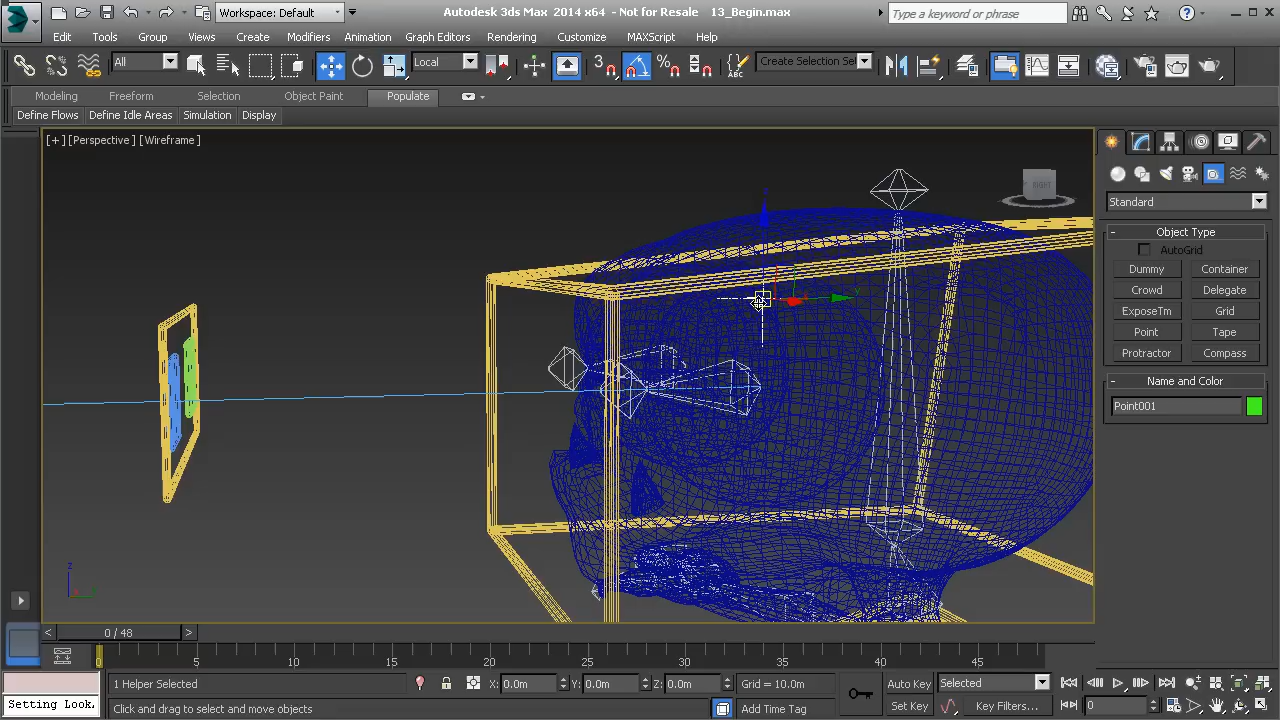 Workspace: Default
Autodesk 3ds Max 2014 x64 - Not for Resale 13_Begin.max
Type a keyword or phrase
Edit Tools Group Views Create Modifiers Animation Graph Editors Rendering Customize MAXScript Help
All Local 3 Create Selection Se
Modeling Freeform Selection Object Paint Populate
Define Flows Define Idle Areas Simulation Display
[+] [Perspective ] [Wireframe ]
RIGHT
Standard
- Object Type
AutoGrid
Dummy Container
Crowd Delegate
ExposeTm Grid
Point Tape
Protractor Compass
- Name and Color
Point001
z
y
z
< 0 / 48 >
0 5 10 15 20 25 30 35 40 45
1 Helper Selected X: 0.0m Y: 0.0m Z: 0.0m Grid = 10.0m Auto Key Selected
Setting Look. Click and drag to select and move objects Add Time Tag Set Key Key Filters... 0